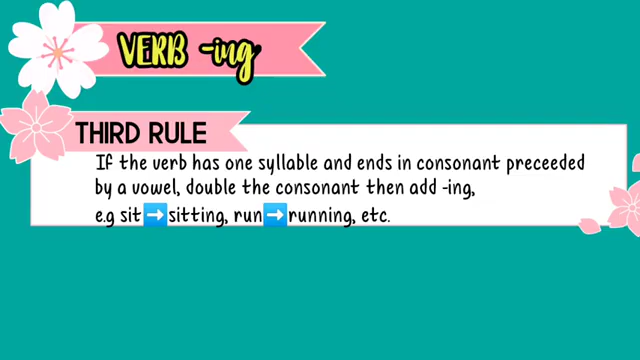 VERB -ing
THIRD RULE
If the verb has one syllable and ends in consonant preceeded
by a vowel, double the consonant then add -ing,
e.g sit➡sitting, run➡running, etc.